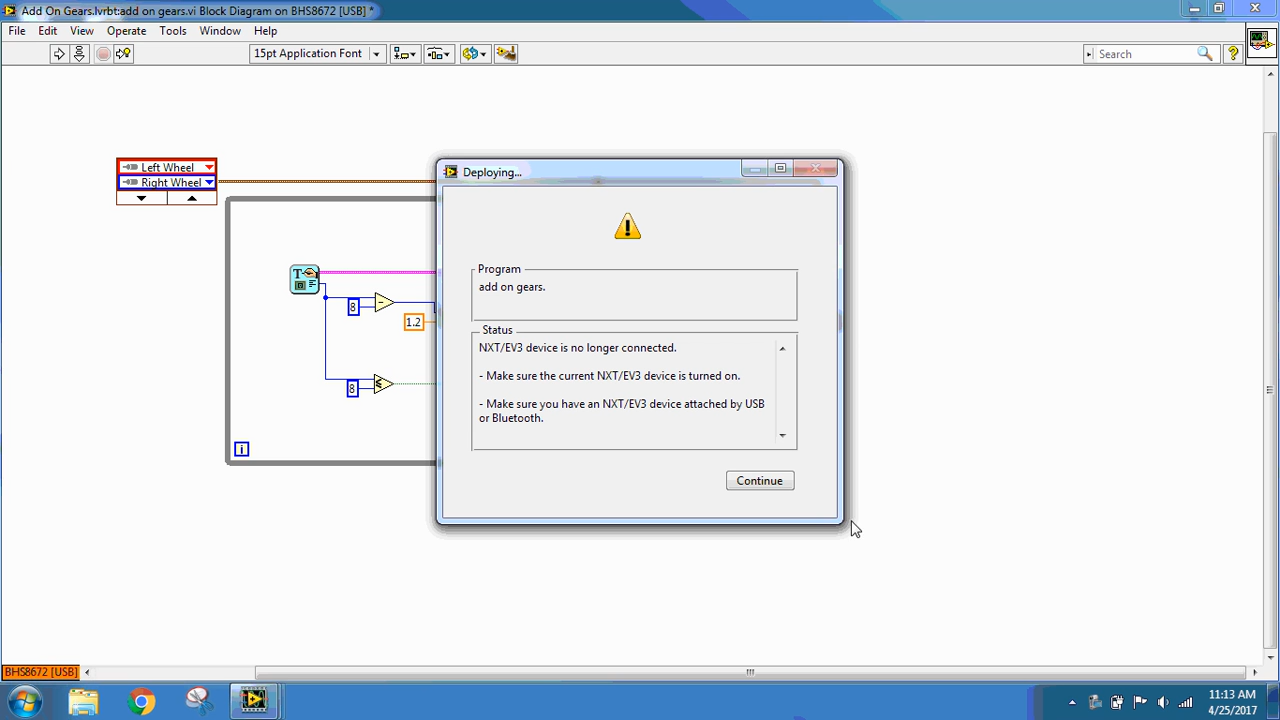 Add On Gears.lvrbt:add on gears.vi Block Diagram on BHS8672 [USB] *
File Edit View Operate Tools Window Help
15pt Application Font
Search
?
Left Wheel
Right Wheel
Deploying...
Program
add on gears.
T
8
1.2
Status
NXT/EV3 device is no longer connected.
- Make sure the current NXT/EV3 device is turned on.
8
- Make sure you have an NXT/EV3 device attached by USB
or Bluetooth.
i
Continue
BHS8672 [USB]
11:13 AM
4/25/2017